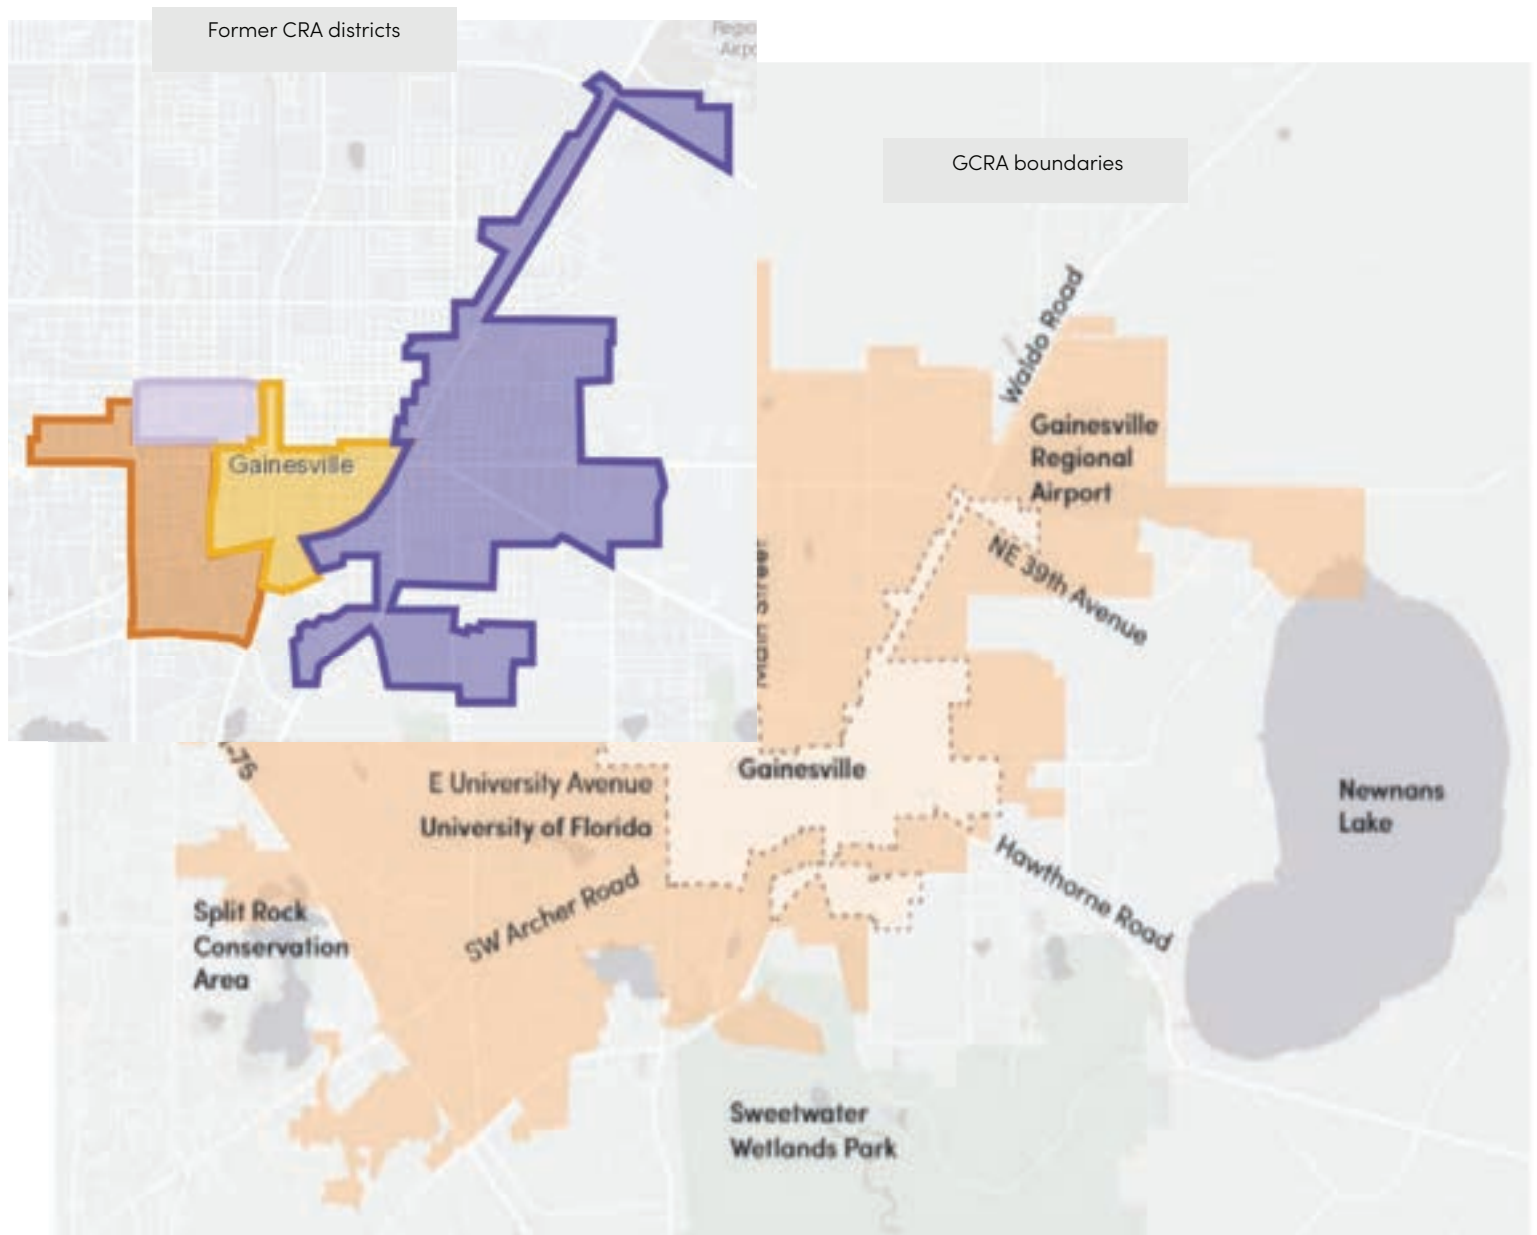 Former CRA districts
Gainesville
GCRA boundaries
Waldo Road
Gainesville
Regional
Airport
NE 39th Avenue
E University Avenue
University of Florida
Gainesville
SW Archer Road
Split Rock
Conservation
Area
Hawthorne Road
Newnans
Lake
Sweetwater
Wetlands Park